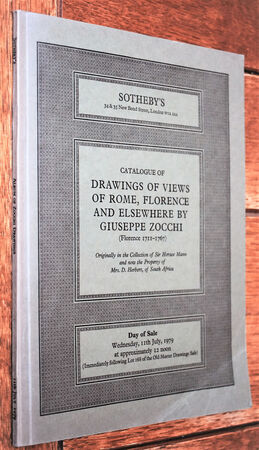 SOTHEBY'S
34 & 35 New Bond Street, London W1A 2AA
CATALOGUE OF
DRAWINGS OF VIEWS
OF ROME, FLORENCE
AND ELSEWHERE BY
GIUSEPPE ZOCCHI
(Florence 1711-1767)
Originally in the Collection of Sir Horace Mann
and now the Property of
Mrs. D. Herbert, of South Africa
Day of Sale
Wednesday, 11th July, 1979
at approximately 12 noon
(Immediately following Lot 168 of the Old Master Drawings Sale)